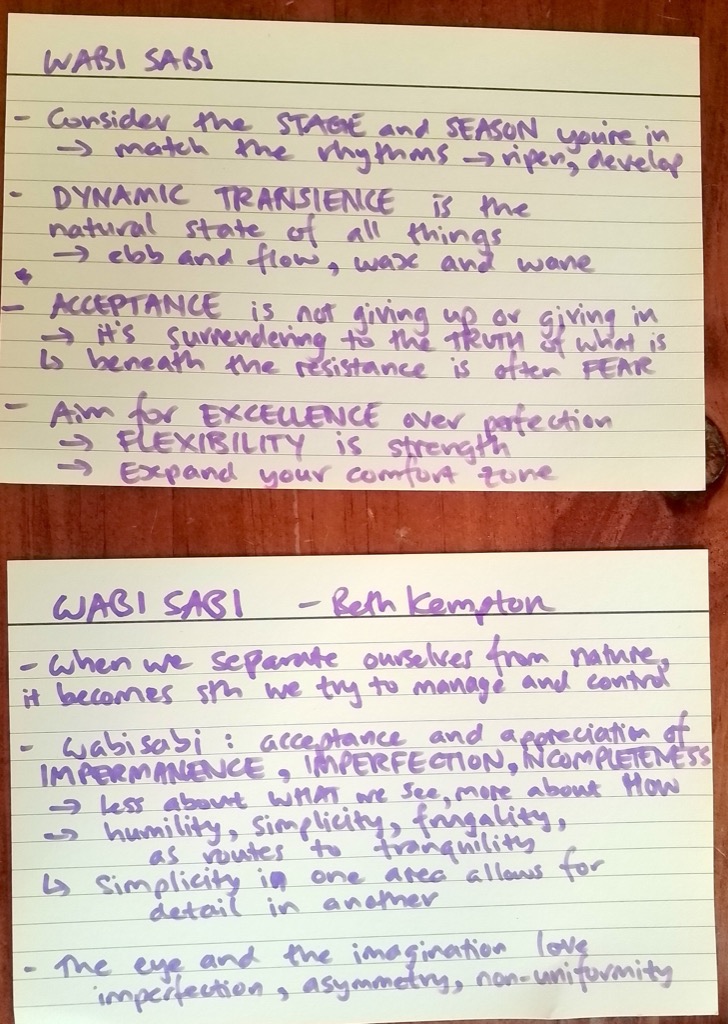 WABI SABI
- Consider the STAGE and SEASON you're in
→ match the rhythms → ripen, develop
- DYNAMIC TRANSIENCE is the
natural state of all things
→ ebb and flow, wax and wane
- ACCEPTANCE is not giving up or giving in
→ it's surrendering to the TRUTH of what is
↳ beneath the resistance is often FEAR
- Aim for EXCELLENCE over perfection
→ FLEXIBILITY is strength
→ Expand your comfort zone
WABI SABI - Beth Kempton
- When we separate ourselves from nature,
it becomes sth we try to manage and control
- Wabi sabi : acceptance and appreciation of
IMPERMANENCE, IMPERFECTION, INCOMPLETENESS
→ less about WHAT we see, more about HOW
→ humility, simplicity, frugality,
as routes to tranquility
↳ Simplicity in one area allows for
detail in another
- The eye and the imagination love
imperfection, asymmetry, non-uniformity